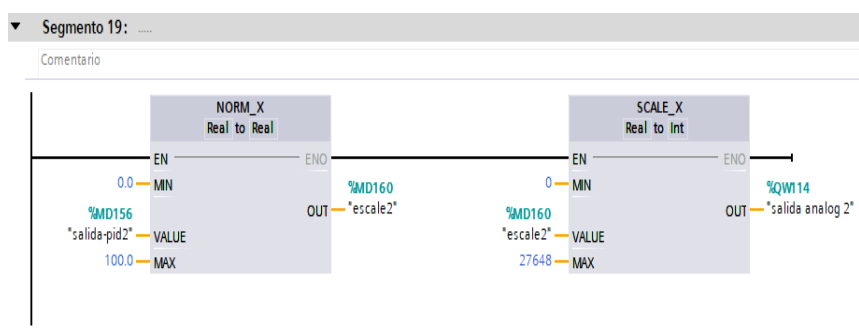 Segmento 19: .....
Comentario
NORM_X
Real to Real
EN
ENO
0.0
MIN
%MD156
"salida-pid2"
VALUE
100.0
MAX
%MD160
OUT
"escale2"
SCALE_X
Real to Int
EN
ENO
0
MIN
%MD160
"escale2"
VALUE
27648
MAX
%QW114
OUT
"salida analog 2"